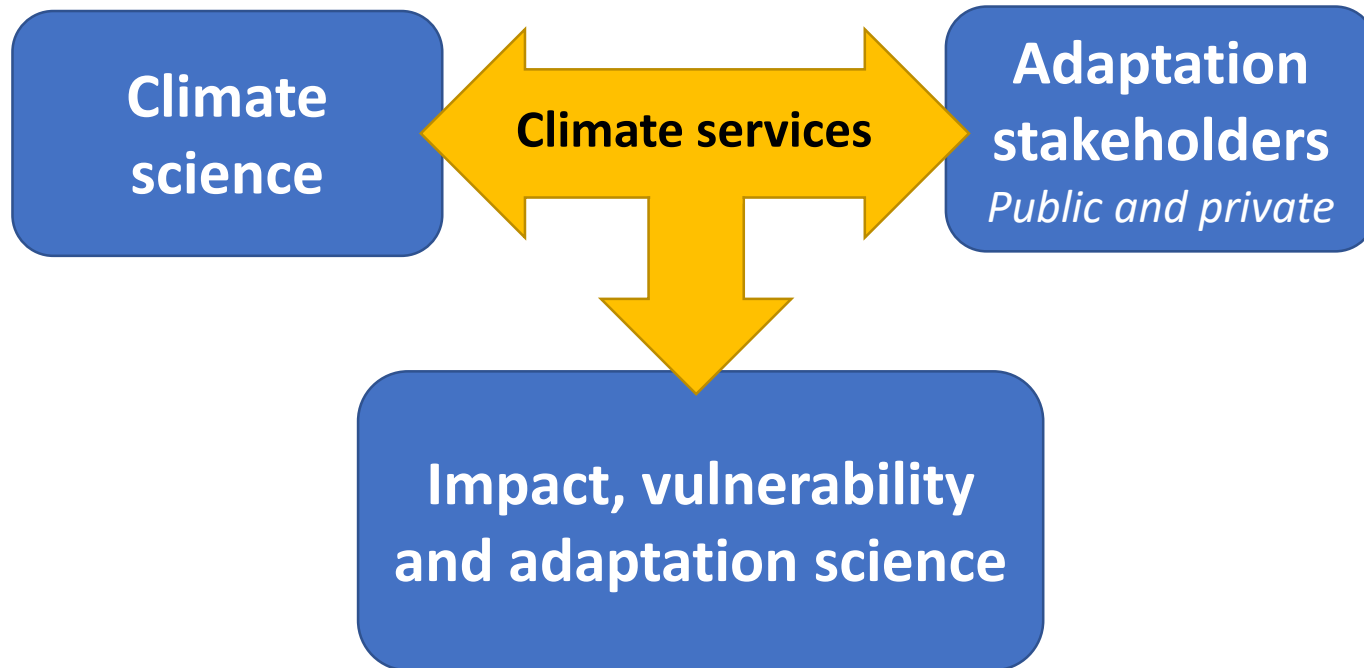 Climate
science
Climate services
Adaptation
stakeholders
Public and private
Impact, vulnerability
and adaptation science